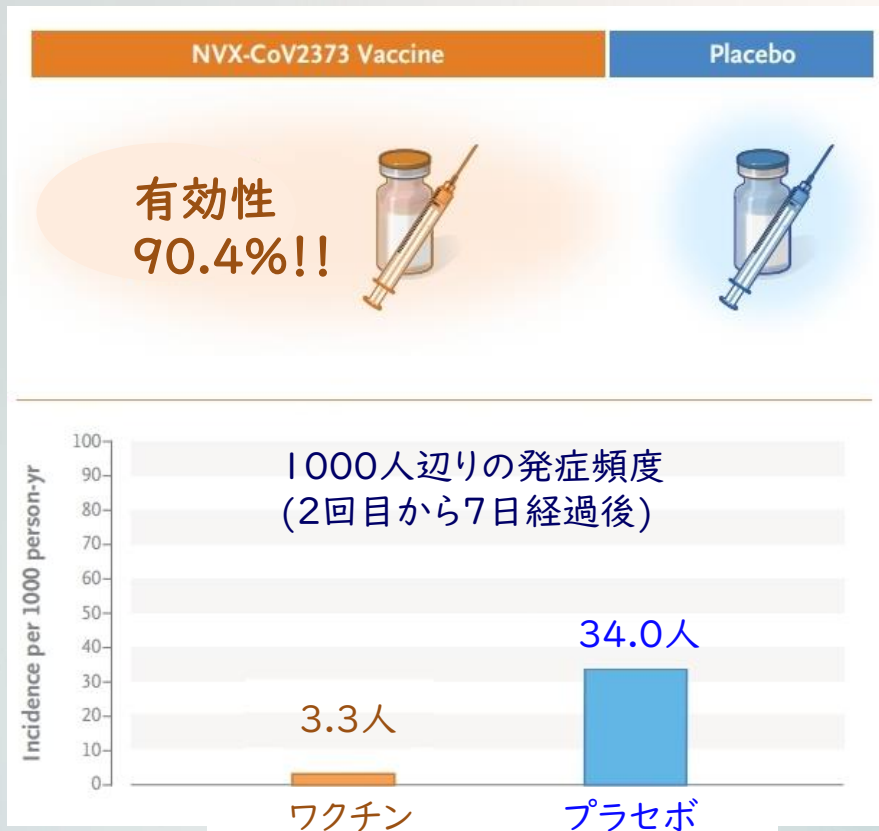 NVX-CoV2373 Vaccine
Placebo
有効性
90.4%!!
1000人辺りの発症頻度
(2回目から7日経過後)
Incidence per 1000 person-yr
100
90
80
70
60
50
40
30
20
10
0
34.0人
3.3人
ワクチン
プラセボ